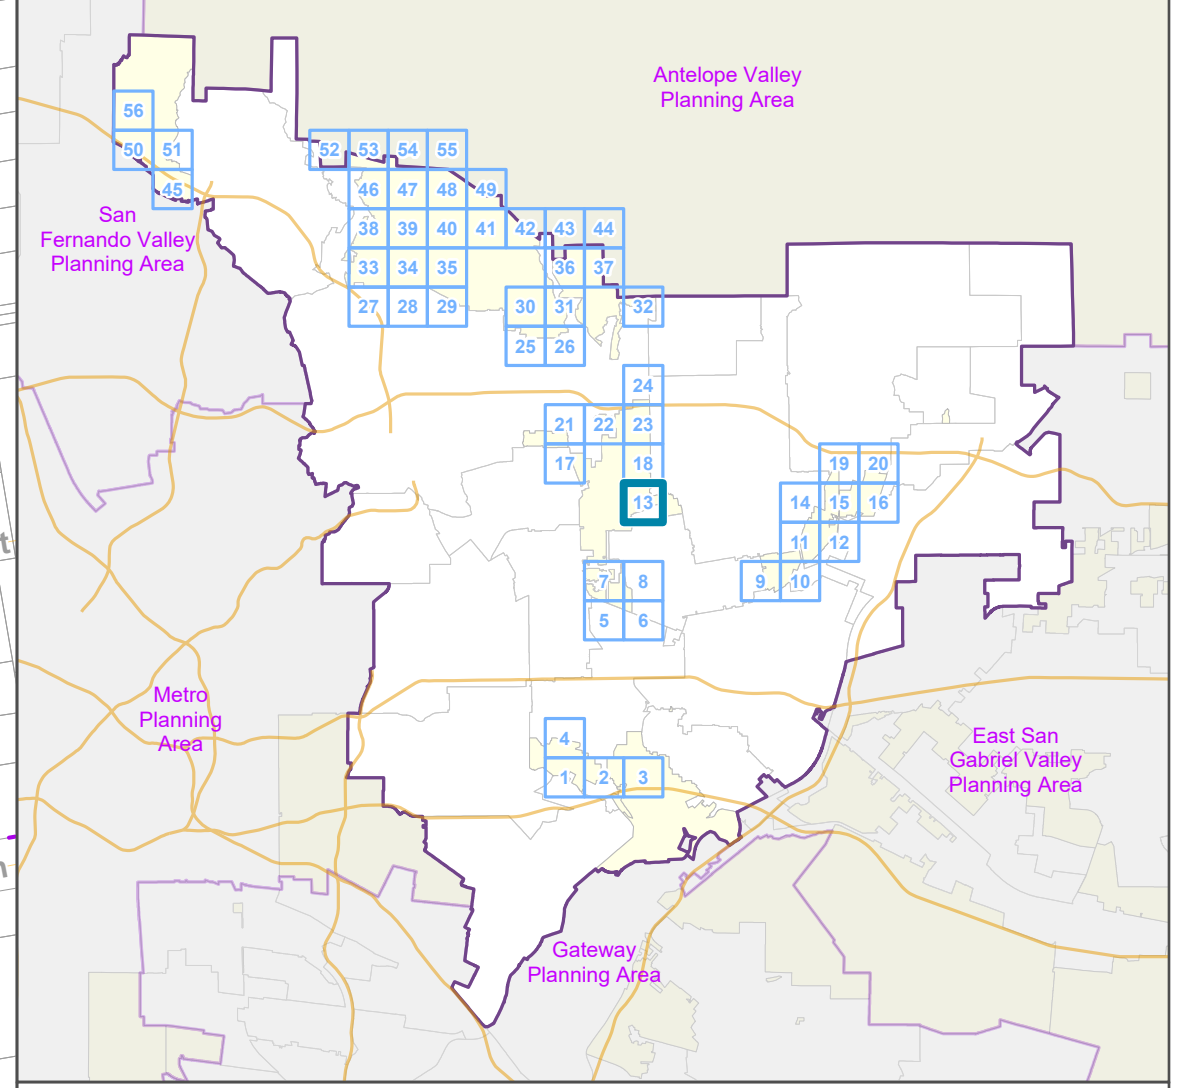 Antelope Valley
Planning Area
56
50 51
52 53 54 55
45
46 47 48 49
San
Fernando Valley
Planning Area
38 39 40 41 42 43 44
33 34 35 36 37
27 28 29 30 31 32
25 26
24
21 22 23
17 18 19 20
13 14 15 16
11 12
7 8 9 10
5 6
Metro
Planning
Area
4
East San
Gabriel Valley
Planning Area
1 2 3
Gateway
Planning Area